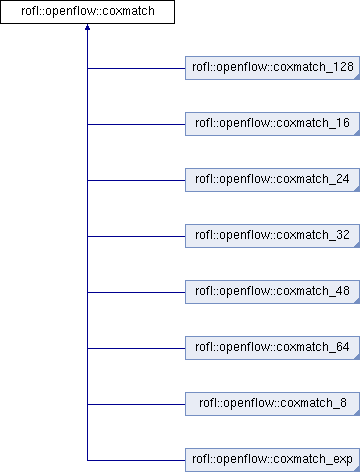 rofl::openflow::coxmatch
rofl::openflow::coxmatch_128
rofl::openflow::coxmatch_16
rofl::openflow::coxmatch_24
rofl::openflow::coxmatch_32
rofl::openflow::coxmatch_48
rofl::openflow::coxmatch_64
rofl::openflow::coxmatch_8
rofl::openflow::coxmatch_exp